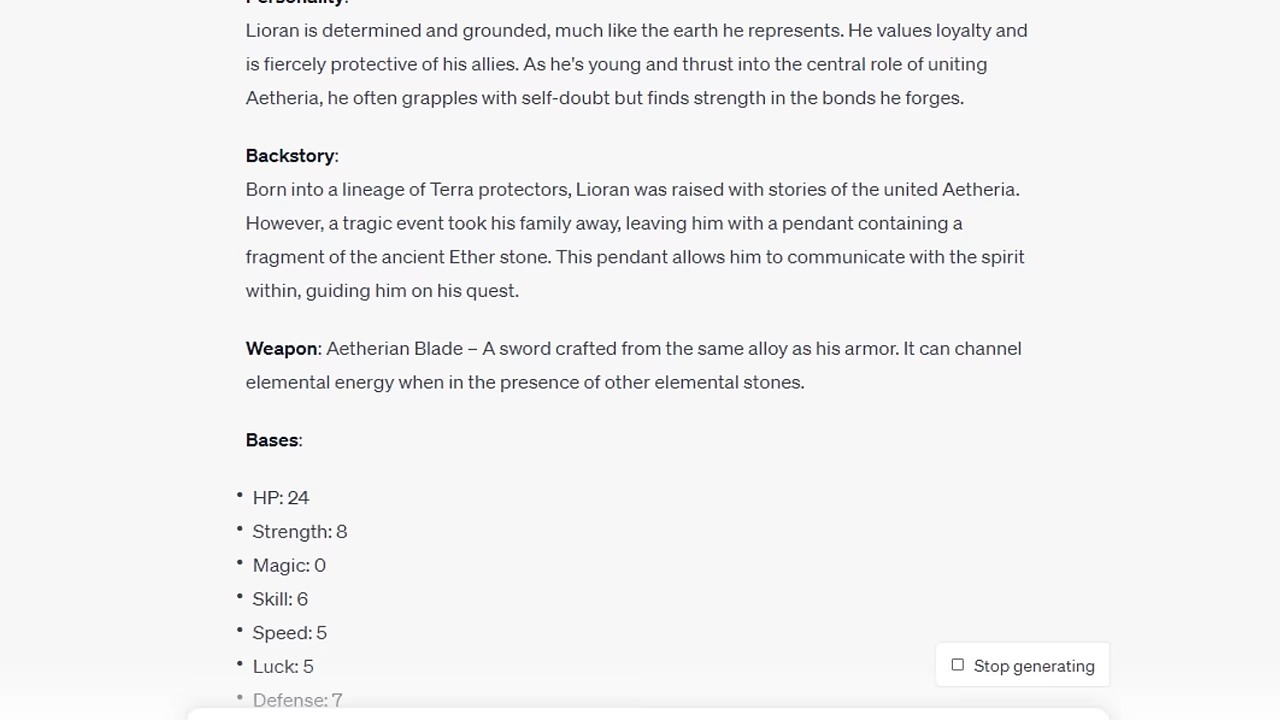 Personality:
Lioran is determined and grounded, much like the earth he represents. He values loyalty and
is fiercely protective of his allies. As he's young and thrust into the central role of uniting
Aetheria, he often grapples with self-doubt but finds strength in the bonds he forges.
Backstory:
Born into a lineage of Terra protectors, Lioran was raised with stories of the united Aetheria.
However, a tragic event took his family away, leaving him with a pendant containing a
fragment of the ancient Ether stone. This pendant allows him to communicate with the spirit
within, guiding him on his quest.
Weapon: Aetherian Blade – A sword crafted from the same alloy as his armor. It can channel
elemental energy when in the presence of other elemental stones.
Bases:
• HP: 24
• Strength: 8
• Magic: 0
• Skill: 6
• Speed: 5
• Luck: 5
Stop generating
• Defense: 7